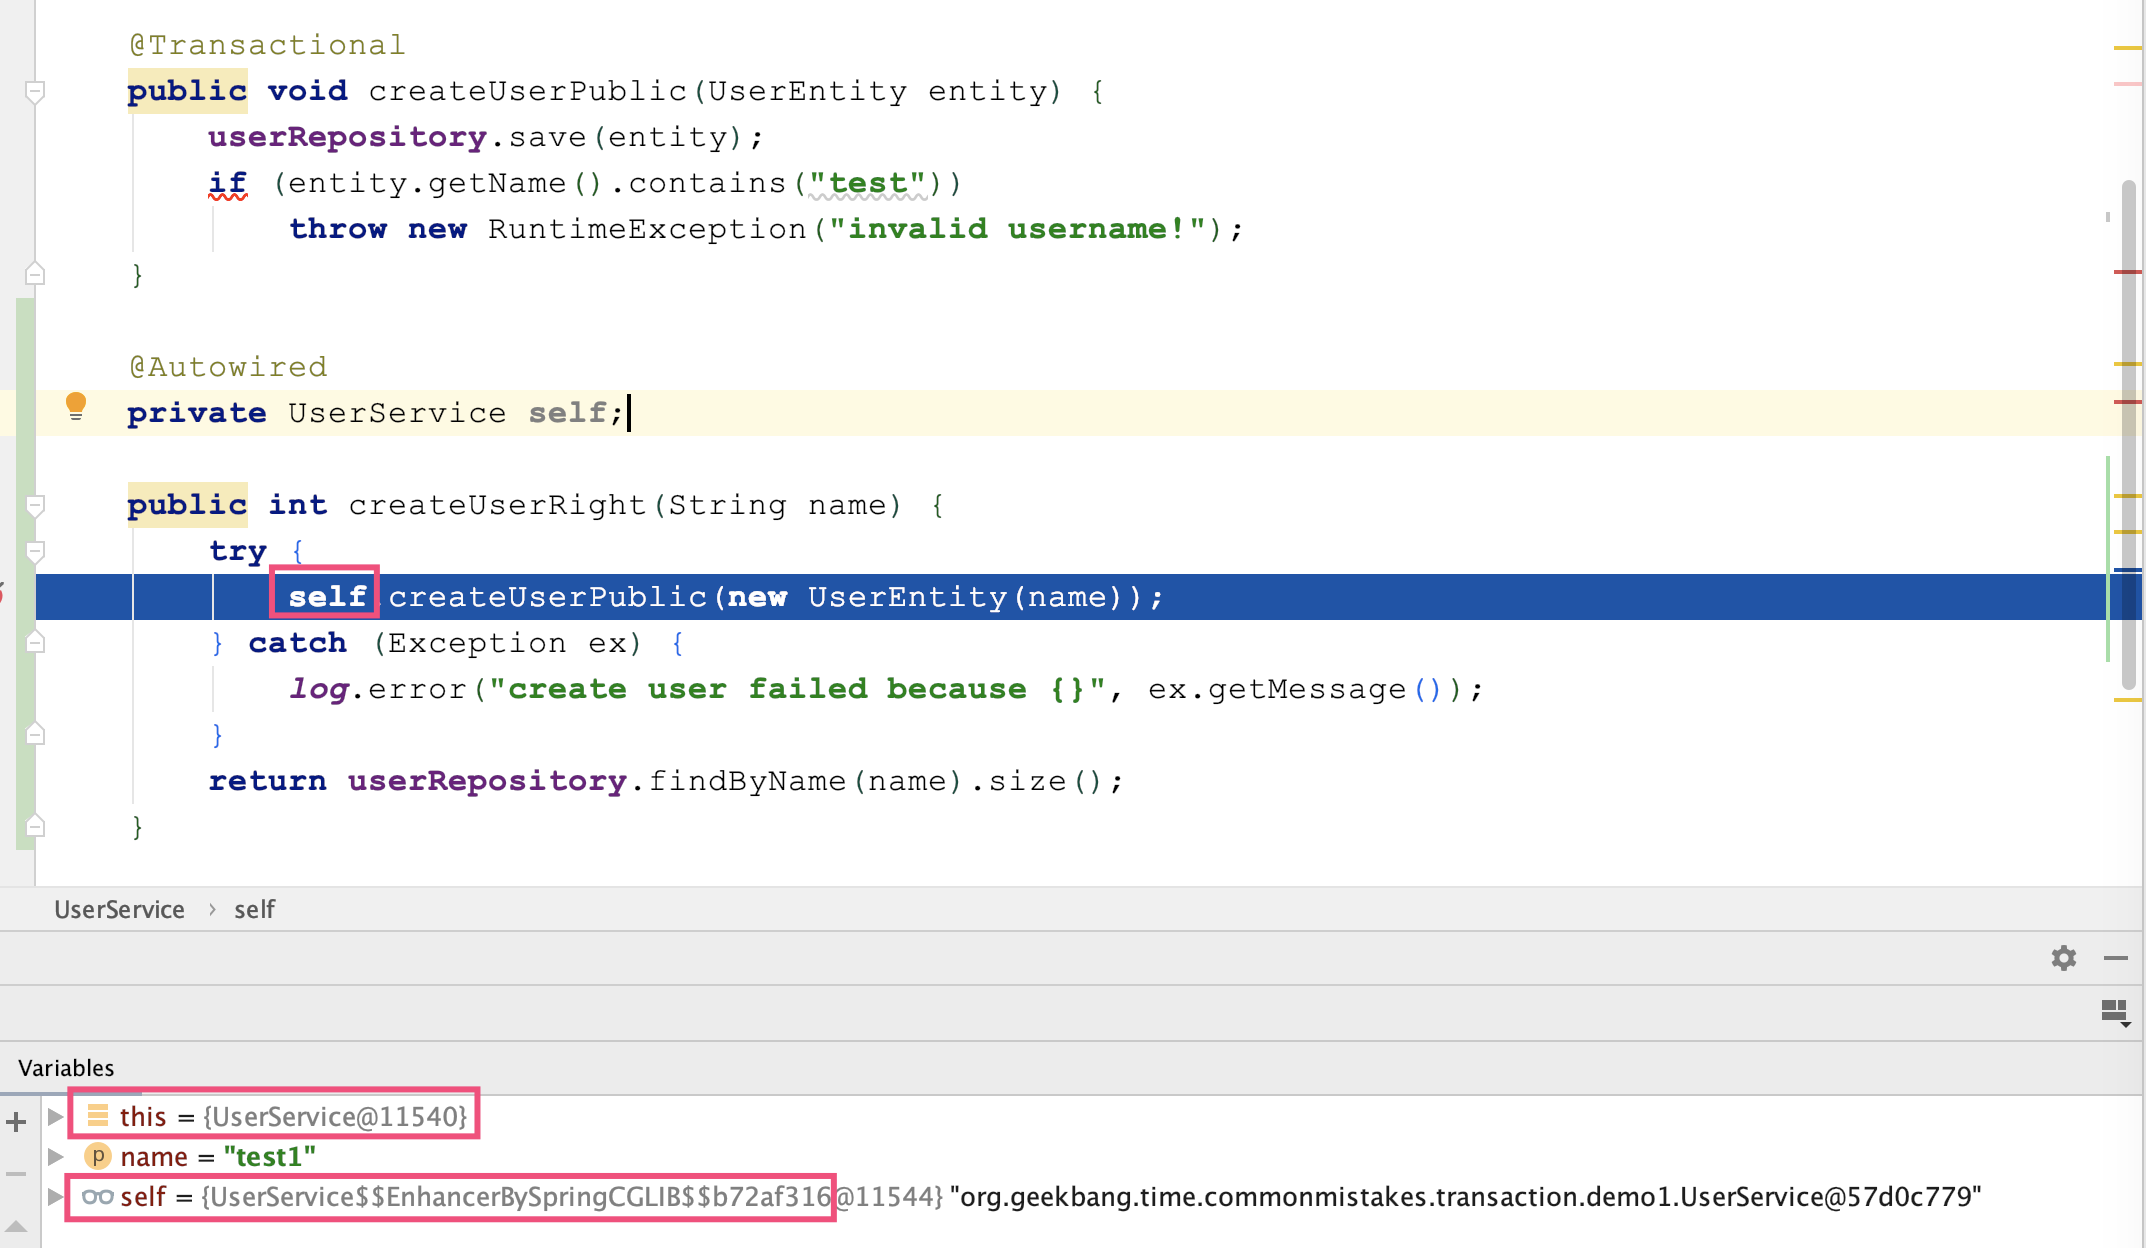 @Transactional
public void createUserPublic(UserEntity entity) {
userRepository.save(entity);
if (entity.getName().contains("test"))
throw new RuntimeException("invalid username!");
}
@Autowired
private UserService self;
public int createUserRight(String name) {
try {
self.createUserPublic(new UserEntity(name));
} catch (Exception ex) {
log.error("create user failed because {}", ex.getMessage());
}
return userRepository.findByName(name).size();
}
UserService › self
Variables
this = {UserService@11540}
p name = "test1"
self = {UserService$$EnhancerBySpringCGLIB$$b72af316@11544} "org.geekbang.time.commonmistakes.transaction.demo1.UserService@57d0c779"